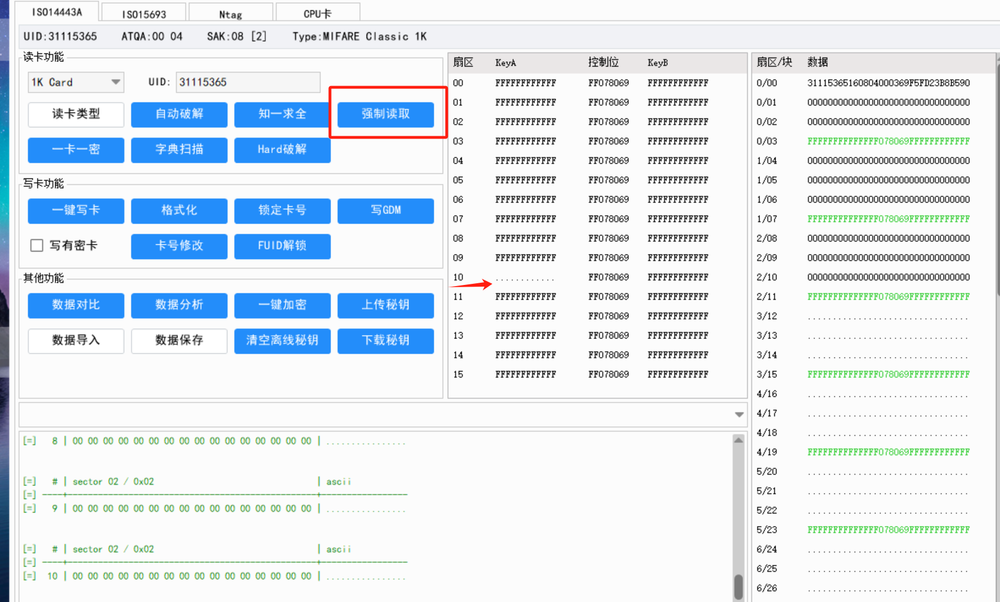 ISO14443A ISO15693 Ntag CPU卡
UID:31115365 ATQA:00 04 SAK:08 [2] Type:MIFARE Classic 1K
读卡功能
1K Card UID: 31115365
读卡类型 自动破解 知一求全 强制读取
一卡一密 字典扫描 Hard破解
写卡功能
一键写卡 格式化 锁定卡号 写GDM
写有密卡 卡号修改 FUID解锁
其他功能
数据对比 数据分析 一键加密 上传秘钥
数据导入 数据保存 清空离线秘钥 下载秘钥
扇区 KeyA 控制位 KeyB
00 FFFFFFFFFFFF FF078069 FFFFFFFFFFFF
01 FFFFFFFFFFFF FF078069 FFFFFFFFFFFF
02 FFFFFFFFFFFF FF078069 FFFFFFFFFFFF
03 FFFFFFFFFFFF FF078069 FFFFFFFFFFFF
04 FFFFFFFFFFFF FF078069 FFFFFFFFFFFF
05 FFFFFFFFFFFF FF078069 FFFFFFFFFFFF
06 FFFFFFFFFFFF FF078069 FFFFFFFFFFFF
07 FFFFFFFFFFFF FF078069 FFFFFFFFFFFF
08 FFFFFFFFFFFF FF078069 FFFFFFFFFFFF
09 FFFFFFFFFFFF FF078069 FFFFFFFFFFFF
10 ............ FF078069 FFFFFFFFFFFF
11 FFFFFFFFFFFF FF078069 FFFFFFFFFFFF
12 FFFFFFFFFFFF FF078069 FFFFFFFFFFFF
13 FFFFFFFFFFFF FF078069 FFFFFFFFFFFF
14 FFFFFFFFFFFF FF078069 FFFFFFFFFFFF
15 FFFFFFFFFFFF FF078069 FFFFFFFFFFFF
扇区/块 数据
0/00 31115365160804000369F5FD23B8B590
0/01 00000000000000000000000000000000
0/02 00000000000000000000000000000000
0/03 FFFFFFFFFFFFFF078069FFFFFFFFFFFF
1/04 00000000000000000000000000000000
1/05 00000000000000000000000000000000
1/06 00000000000000000000000000000000
1/07 FFFFFFFFFFFFFF078069FFFFFFFFFFFF
2/08 00000000000000000000000000000000
2/09 00000000000000000000000000000000
2/10 00000000000000000000000000000000
2/11 FFFFFFFFFFFFFF078069FFFFFFFFFFFF
3/12 ................................
3/13 ................................
3/14 ................................
3/15 FFFFFFFFFFFFFF078069FFFFFFFFFFFF
4/16 ................................
4/17 ................................
4/18 ................................
4/19 FFFFFFFFFFFFFF078069FFFFFFFFFFFF
5/20 ................................
5/21 ................................
5/22 ................................
5/23 FFFFFFFFFFFFFF078069FFFFFFFFFFFF
6/24 ................................
6/25 ................................
6/26 ................................
[=] 8 | 00 00 00 00 00 00 00 00 00 00 00 00 00 00 00 00 | ................
[=] # | sector 02 / 0x02 | ascii
[=] ----+-------------------------------------------------+-----------------
[=] 9 | 00 00 00 00 00 00 00 00 00 00 00 00 00 00 00 00 | ................
[=] # | sector 02 / 0x02 | ascii
[=] ----+-------------------------------------------------+-----------------
[=] 10 | 00 00 00 00 00 00 00 00 00 00 00 00 00 00 00 00 | ................